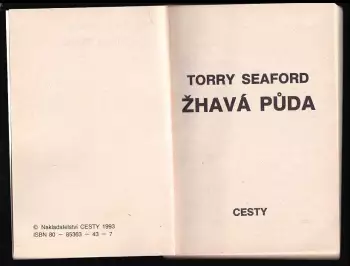 © Nakladatelství CESTY 1993
ISBN 80 — 85363 — 43 — 7
TORRY SEAFORD
ŽHAVÁ PŮDA
CESTY